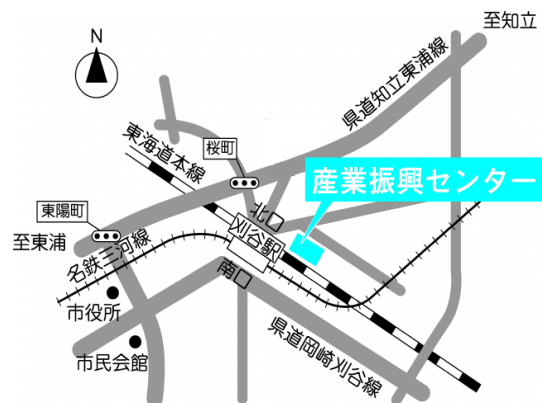 至知立
N
県道知立東浦線
東海道本線
桜町
産業振興センター
東陽町
北口
刈谷駅
至東浦
名鉄三河線
南口
市役所
県道岡崎刈谷線
市民会館